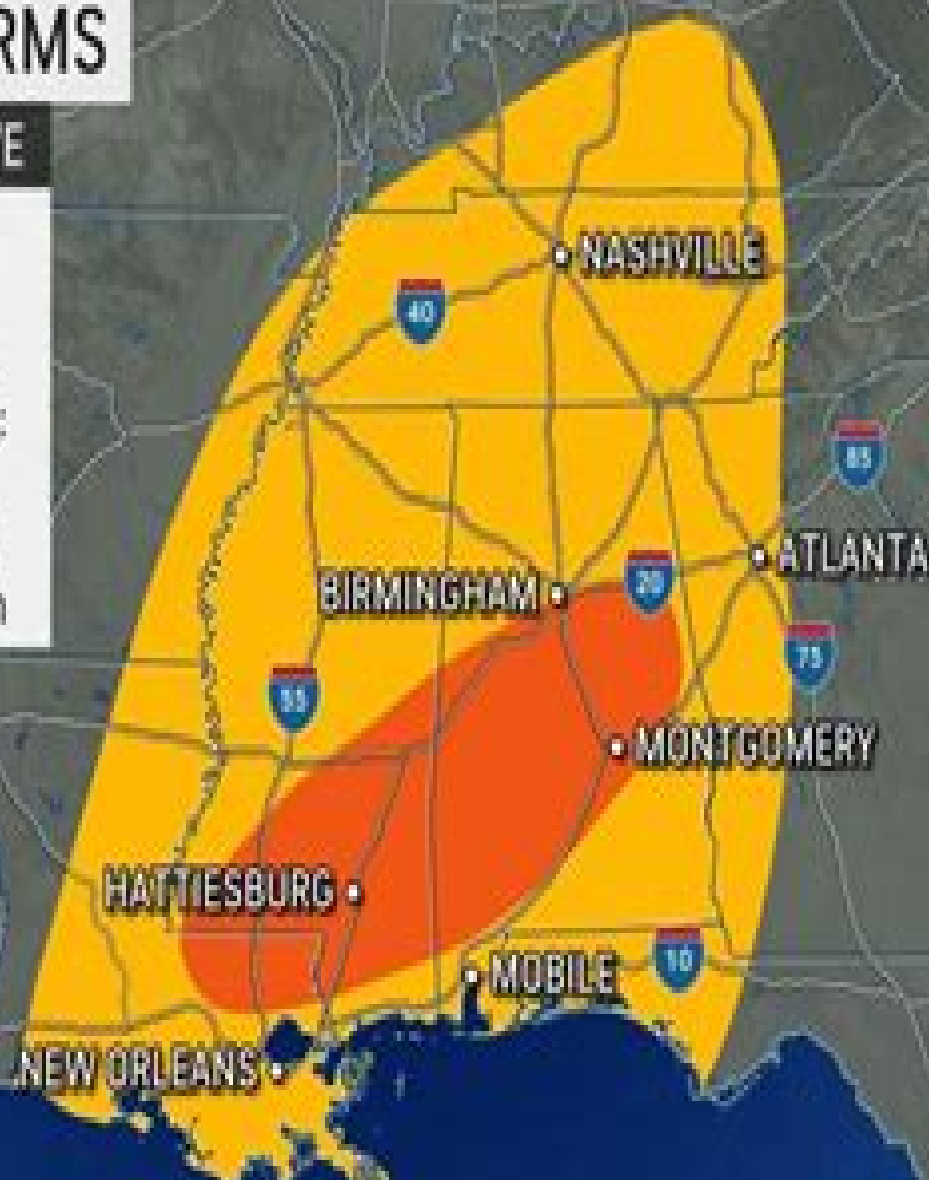 RMS
E
NASHVILLE
40
85
ATLANTA
20
BIRMINGHAM
75
55
MONTGOMERY
HATTIESBURG
10
MOBILE
NEW ORLEANS